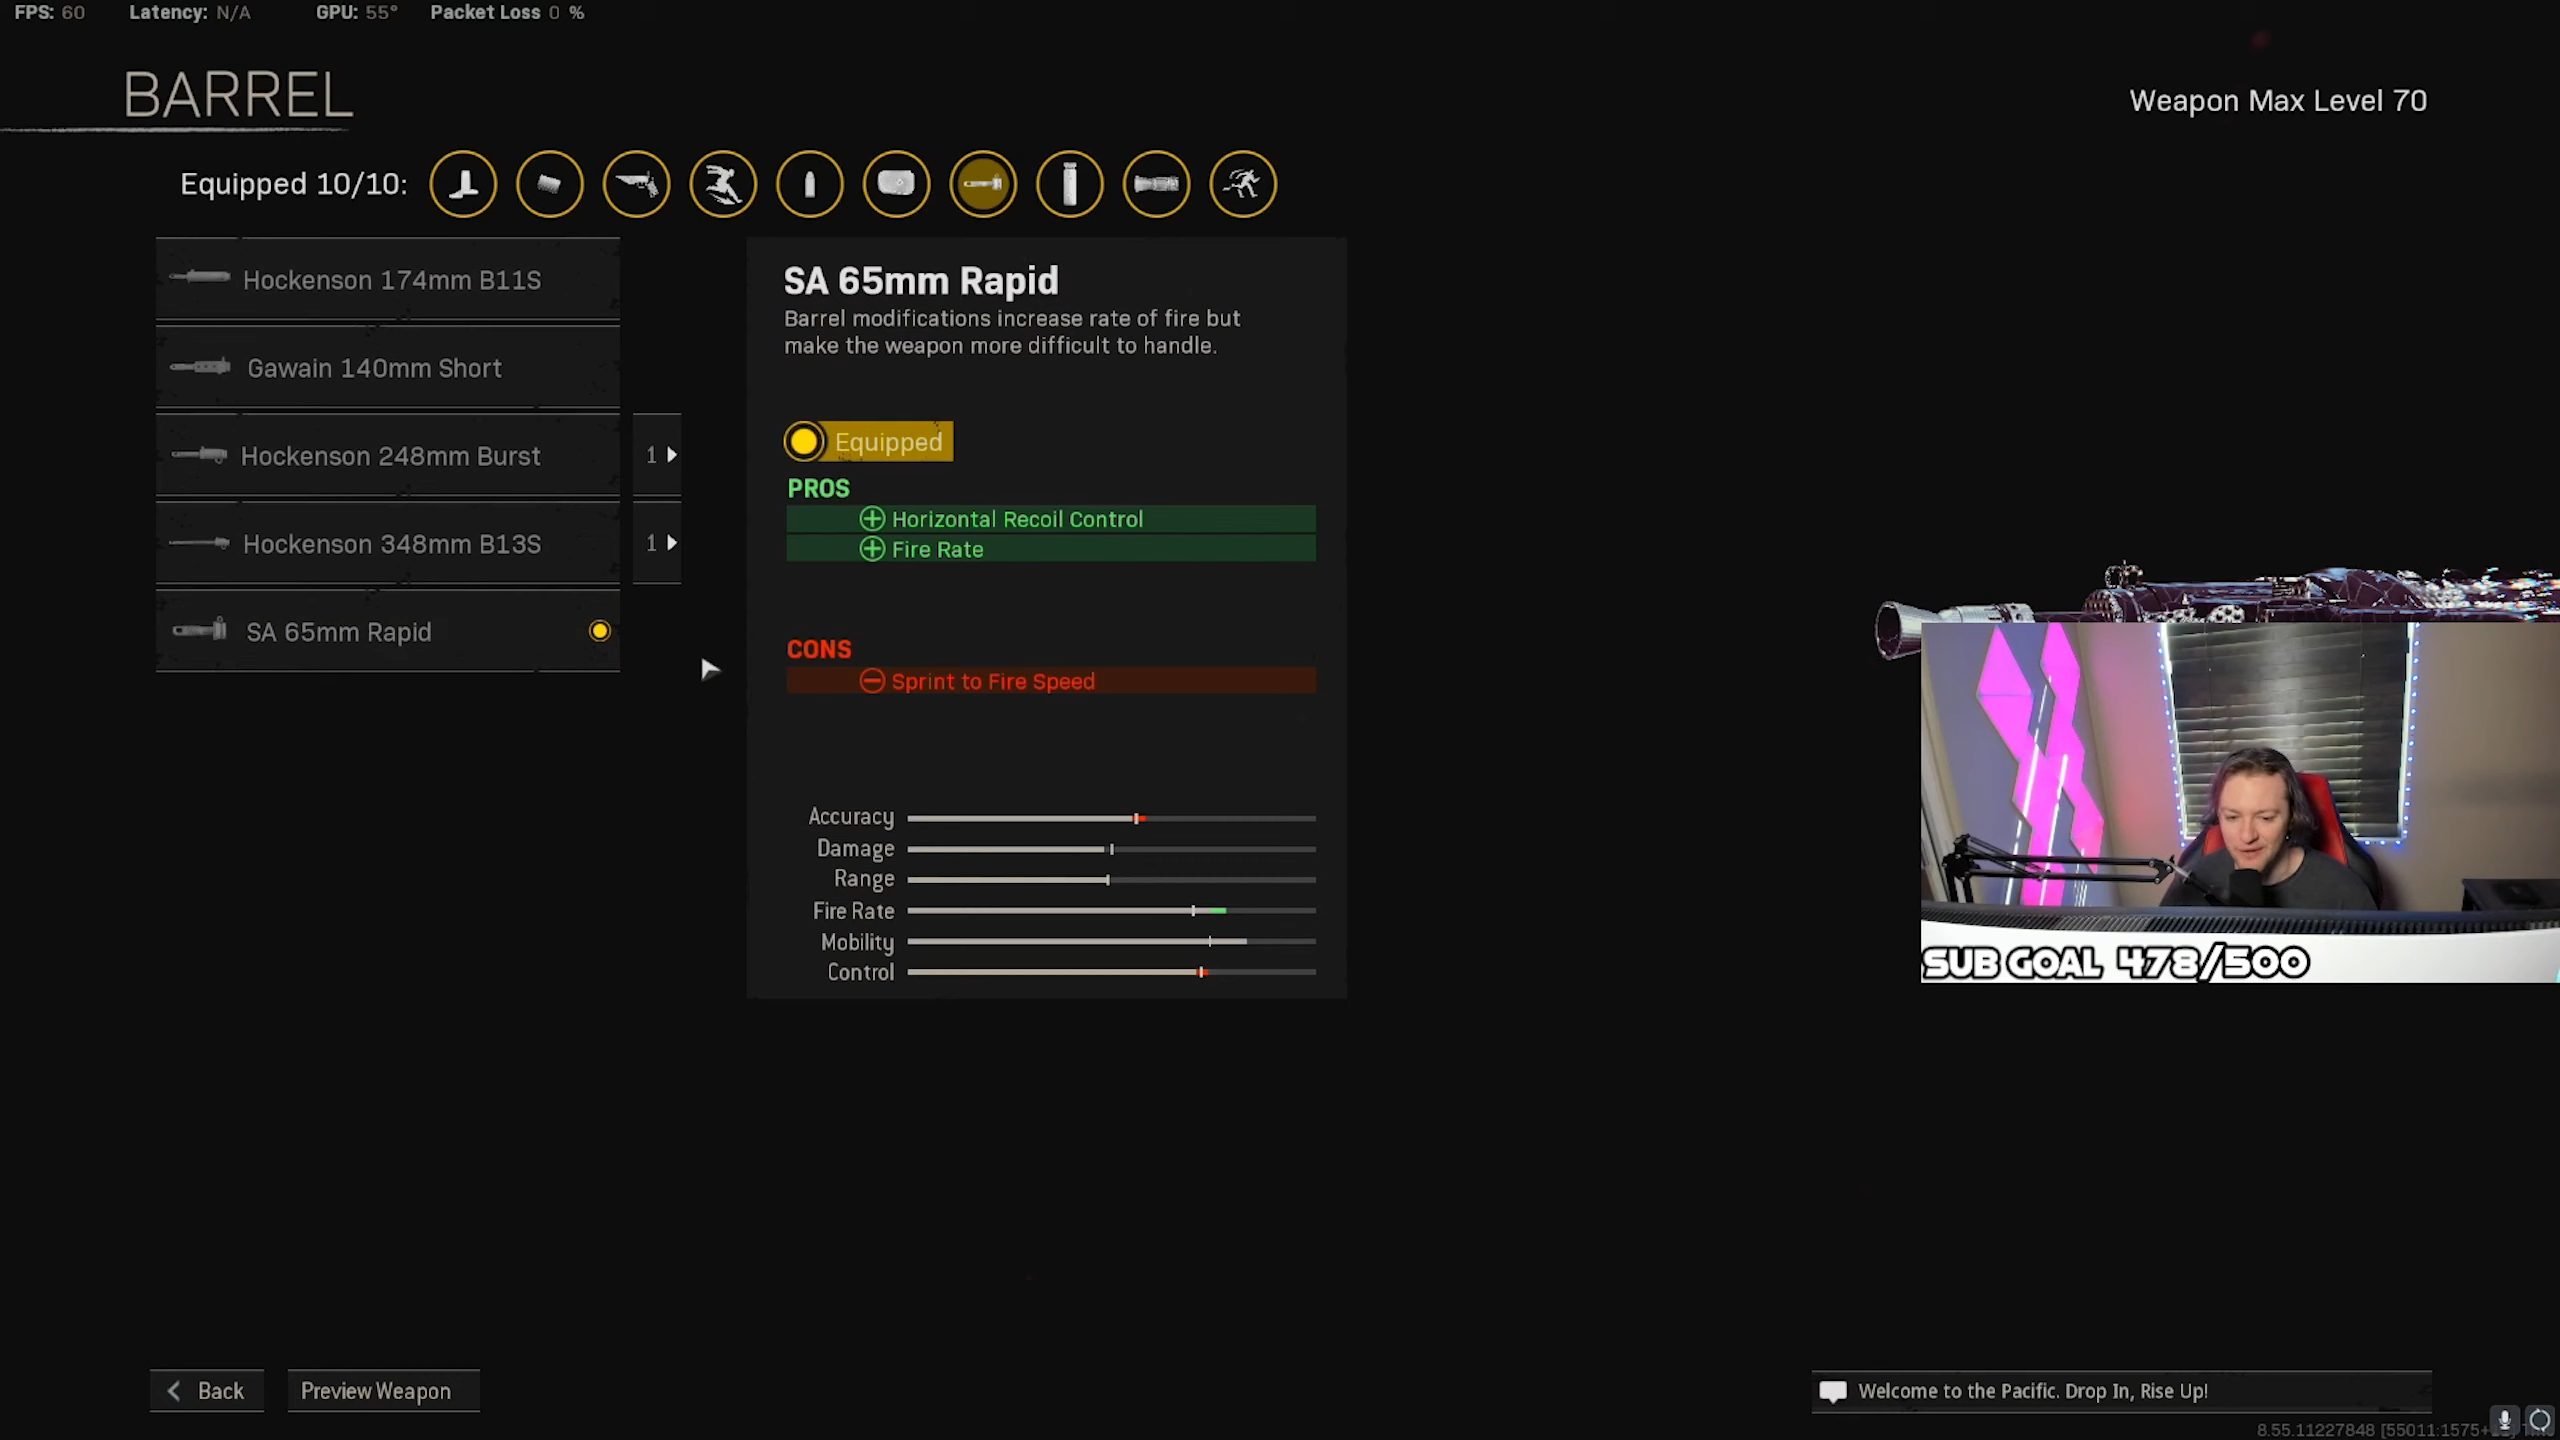 FPS: 60 Latency: N/A GPU: 55° Packet Loss 0 %
BARREL
Weapon Max Level 70
Equipped 10/10:
Hockenson 174mm B11S
Gawain 140mm Short
Hockenson 248mm Burst 1
Hockenson 348mm B13S 1
SA 65mm Rapid
SA 65mm Rapid
Barrel modifications increase rate of fire but
make the weapon more difficult to handle.
Equipped
PROS
Horizontal Recoil Control
Fire Rate
CONS
Sprint to Fire Speed
Accuracy
Damage
Range
Fire Rate
Mobility
Control
SUB GOAL 478/500
Back
Preview Weapon
Welcome to the Pacific. Drop In, Rise Up!
8.55.11227848